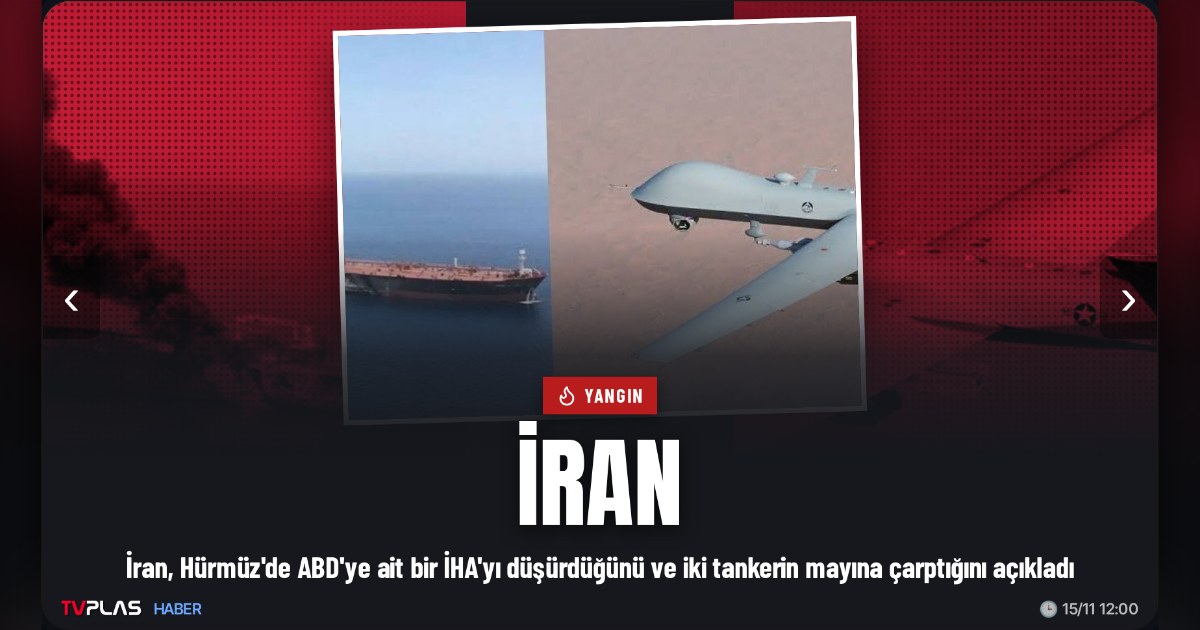 YANGIN
İRAN
İran, Hürmüz'de ABD'ye ait bir İHA'yı düşürdüğünü ve iki tankerin mayına çarptığını açıkladı
TVPLAS HABER
15/11 12:00